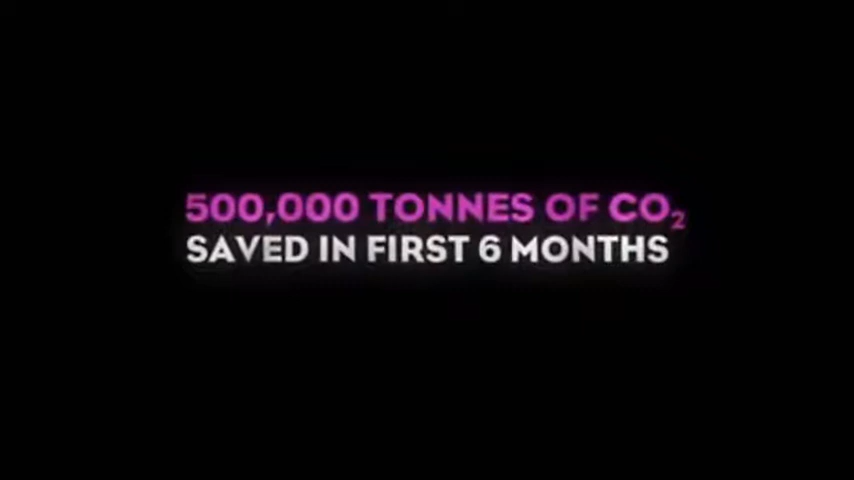 500,000 TONNES OF CO₂
SAVED IN FIRST 6 MONTHS